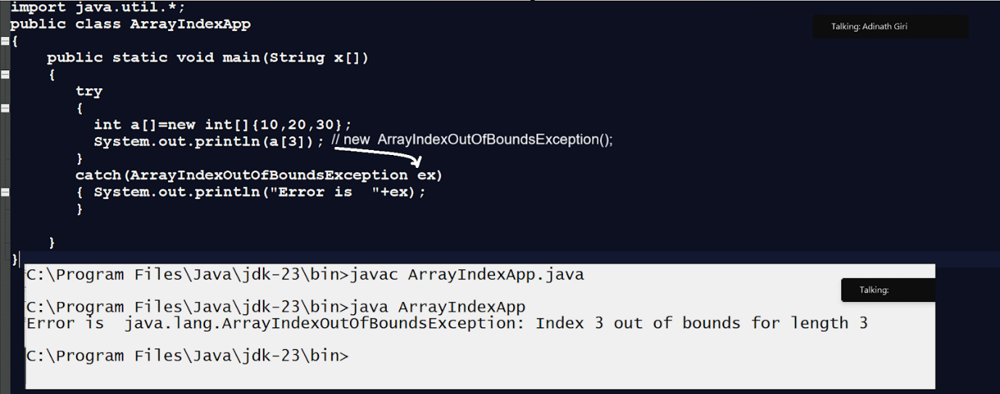 import java.util.*;
public class ArrayIndexApp
Talking: Adinath Giri
{
public static void main(String x[])
{
try
{
int a[]=new int[]{10,20,30};
System.out.println(a[3]); // new ArrayIndexOutOfBoundsException();
}
catch(ArrayIndexOutOfBoundsException ex)
{ System.out.println("Error is  "+ex);
}
}
}
C:\Program Files\Java\jdk-23\bin>javac ArrayIndexApp.java
Talking:
C:\Program Files\Java\jdk-23\bin>java ArrayIndexApp
Error is  java.lang.ArrayIndexOutOfBoundsException: Index 3 out of bounds for length 3
C:\Program Files\Java\jdk-23\bin>